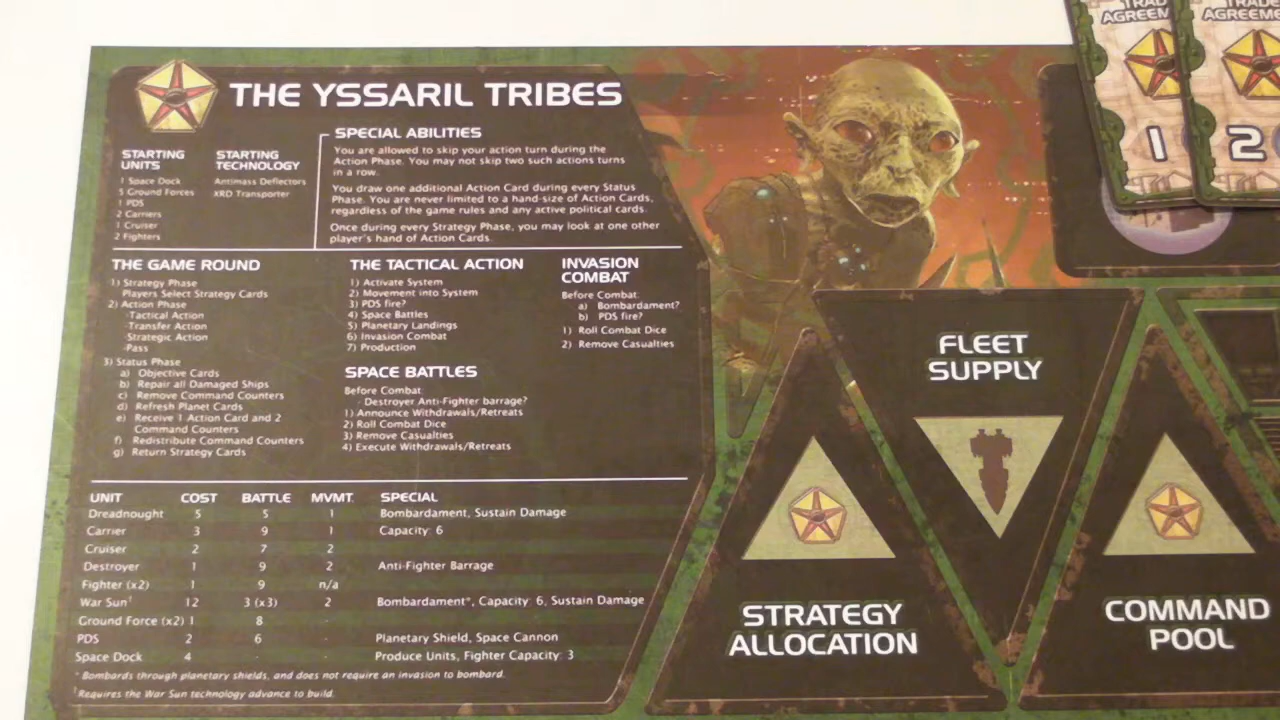 THE YSSARIL TRIBES
STARTING
UNITS
1 Space Dock
5 Ground Forces
1 PDS
2 Carriers
1 Cruiser
2 Fighters
STARTING
TECHNOLOGY
Antimass Deflectors
XRD Transporter
SPECIAL ABILITIES
You are allowed to skip your action turn during the
Action Phase. You may not skip two such actions turns
in a row.
You draw one additional Action Card during every Status
Phase. You are never limited to a hand-size of Action Cards,
regardless of the game rules and any active political cards.
Once during every Strategy Phase, you may look at one other
player's hand of Action Cards.
THE GAME ROUND
1) Strategy Phase
Players Select Strategy Cards
2) Action Phase
-Tactical Action
-Transfer Action
-Strategic Action
-Pass
3) Status Phase
a) Objective Cards
b) Repair all Damaged Ships
c) Remove Command Counters
d) Refresh Planet Cards
e) Receive 1 Action Card and 2
Command Counters
f) Redistribute Command Counters
g) Return Strategy Cards
THE TACTICAL ACTION
1) Activate System
2) Movement into System
3) PDS fire?
4) Space Battles
5) Planetary Landings
6) Invasion Combat
7) Production
SPACE BATTLES
Before Combat:
- Destroyer Anti-Fighter barrage?
1) Announce Withdrawals/Retreats
2) Roll Combat Dice
3) Remove Casualties
4) Execute Withdrawals/Retreats
INVASION
COMBAT
Before Combat:
a) Bombardment?
b) PDS fire?
1) Roll Combat Dice
2) Remove Casualties
UNIT COST BATTLE MVMT. SPECIAL
Dreadnought 5 5 1 Bombardament, Sustain Damage
Carrier 3 9 1 Capacity: 6
Cruiser 2 7 2
Destroyer 1 9 2 Anti-Fighter Barrage
Fighter (x2) 1 9 n/a
War Sun† 12 3 (x3) 2 Bombardament*, Capacity: 6, Sustain Damage
Ground Force (x2) 1 8 -
PDS 2 6 - Planetary Shield, Space Cannon
Space Dock 4 - - Produce Units, Fighter Capacity: 3
* Bombards through planetary shields, and does not require an invasion to bombard.
† Requires the War Sun technology advance to build.
STRATEGY
ALLOCATION
FLEET
SUPPLY
COMMAND
POOL
TRAD
AGREEM
1
TRADE
AGREEME
2